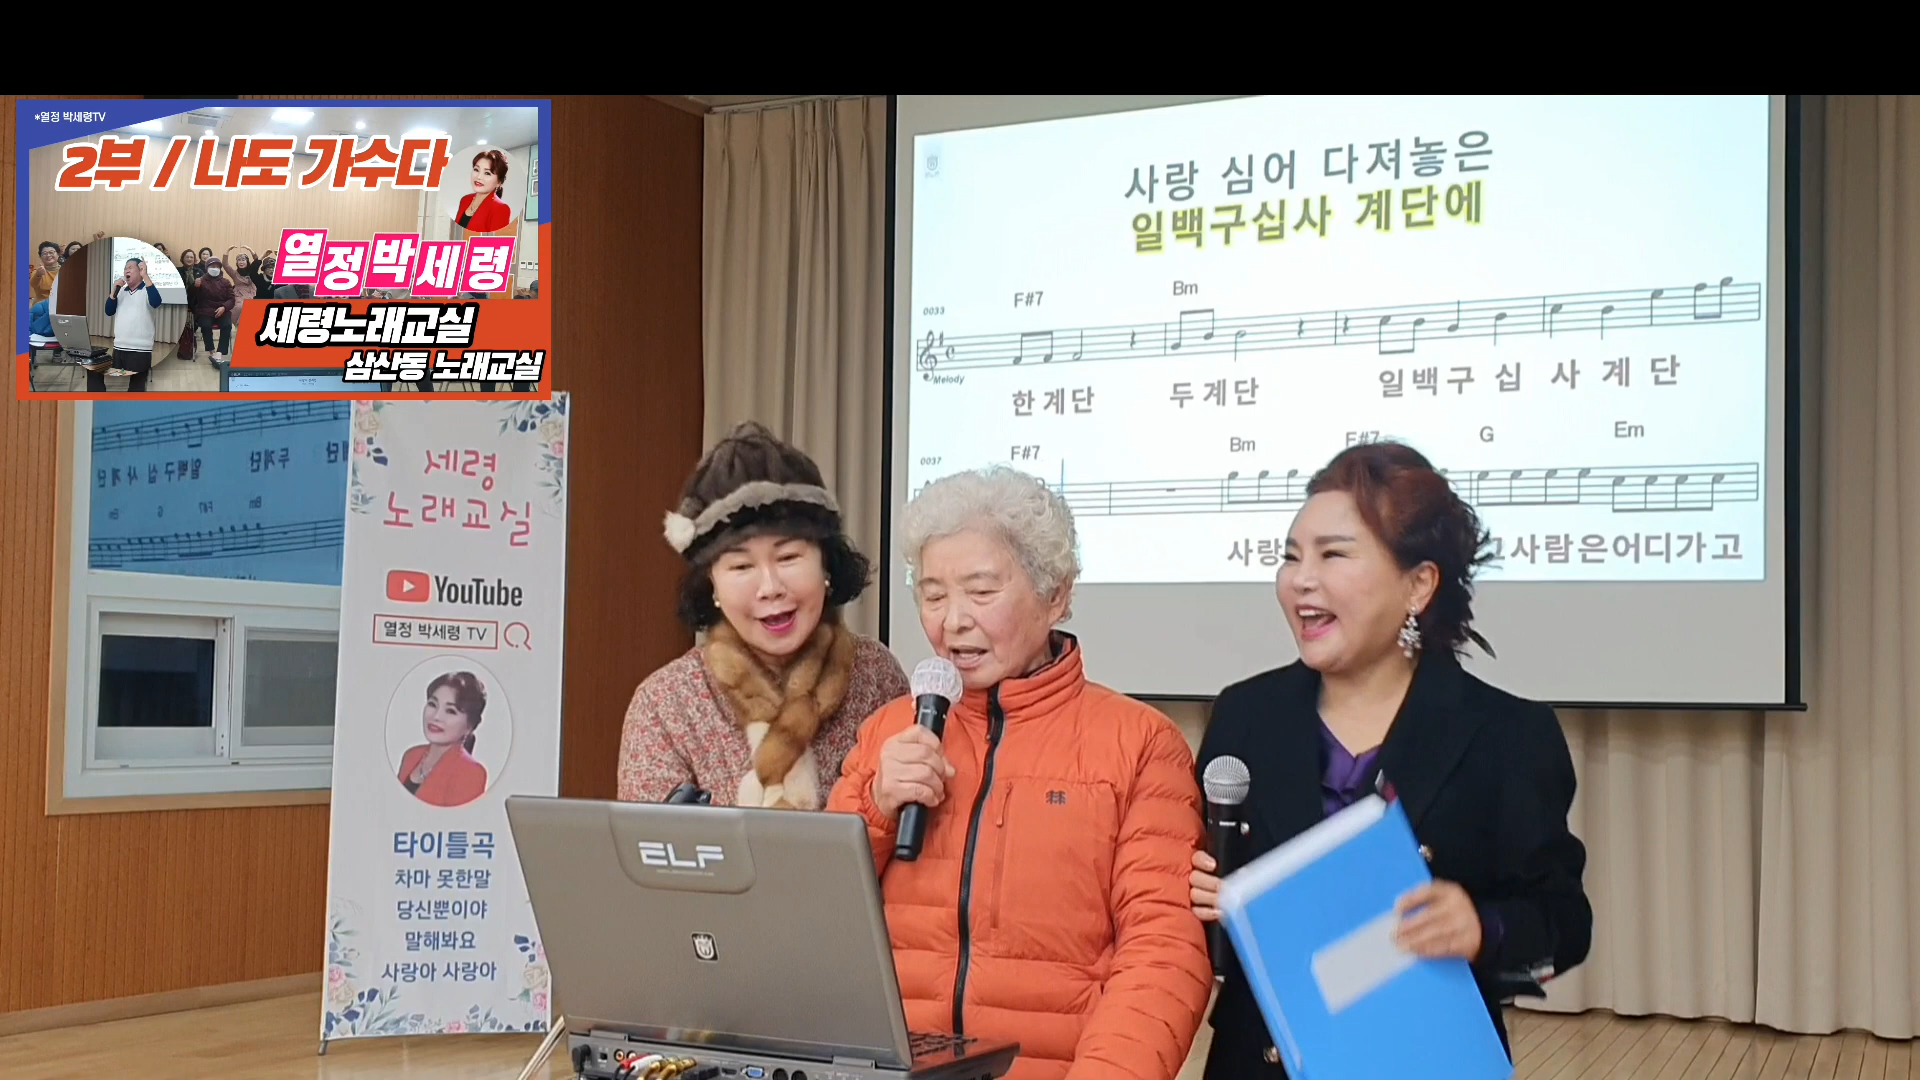 *열정 박세령TV
2부 / 나도 가수다
열정박세령
세령노래교실
삼산동 노래교실
세령
노래교실
YouTube
열정 박세령 TV
타이틀곡
차마 못한말
당신뿐이야
말해봐요
사랑아 사랑아
사랑 심어 다져놓은
일백구십사 계단에
F#7 Bm
0033
Melody
한계단 두계단 일백구 십 사 계 단
F#7 Bm F#7 G Em
0037
사랑 그사람은어디가고
ELF